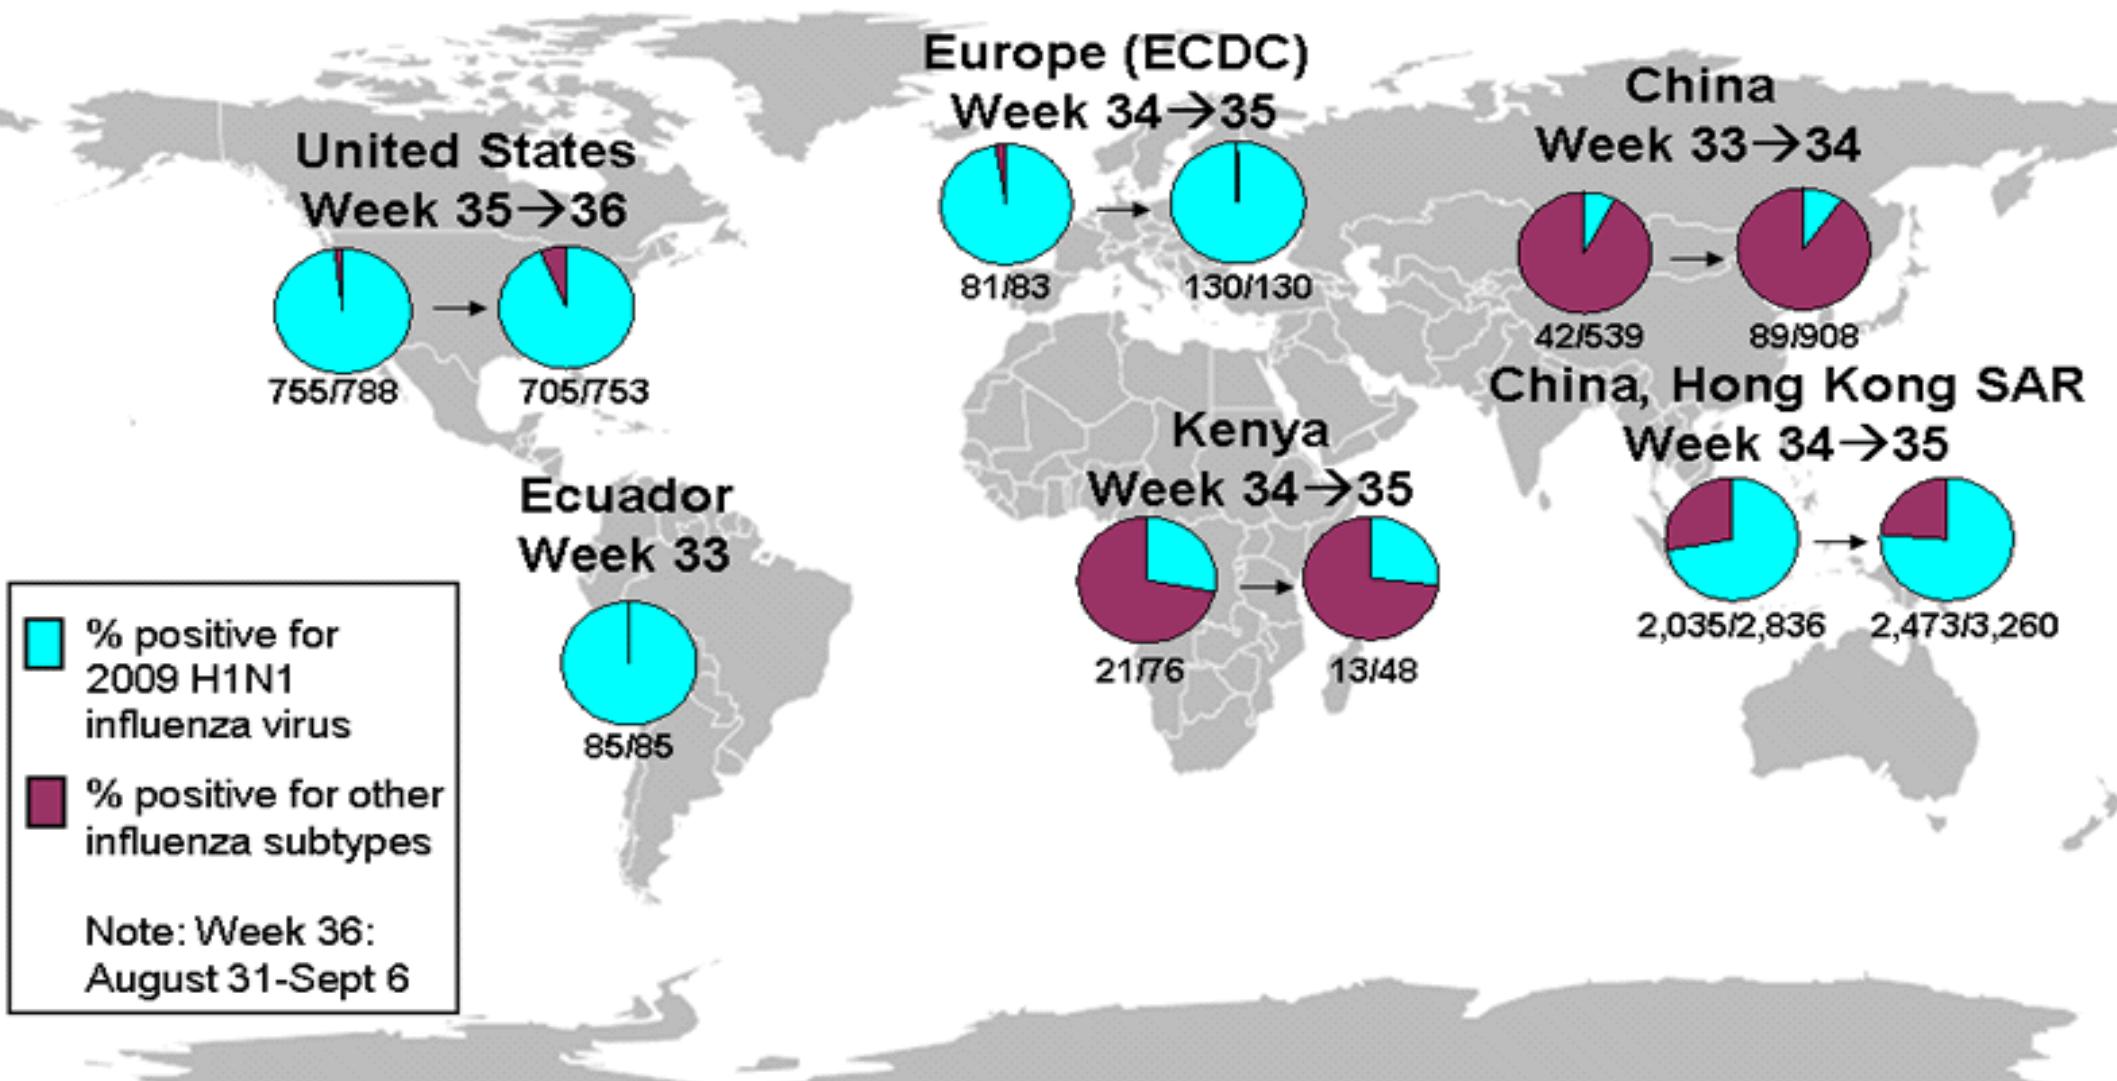 Europe (ECDC)
Week 34→35
81/83
130/130
China
Week 33→34
42/539
89/908
United States
Week 35→36
755/788
705/753
China, Hong Kong SAR
Week 34→35
2,035/2,836
2,473/3,260
Kenya
Week 34→35
21/76
13/48
Ecuador
Week 33
85/85
% positive for
2009 H1N1
influenza virus
% positive for other
influenza subtypes
Note: Week 36:
August 31-Sept 6